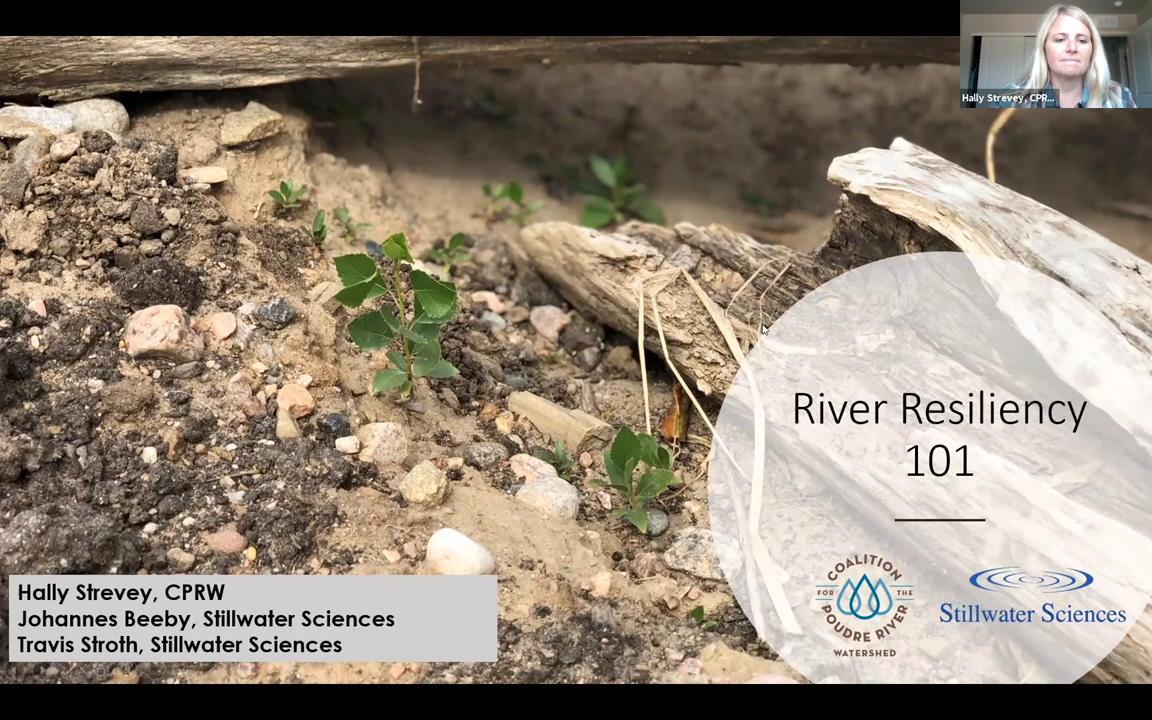 Hally Strevey, CPR...
River Resiliency
101
Hally Strevey, CPRW
Johannes Beeby, Stillwater Sciences
Travis Stroth, Stillwater Sciences
COALITION
FOR THE
POUDRE RIVER
WATERSHED
Stillwater Sciences